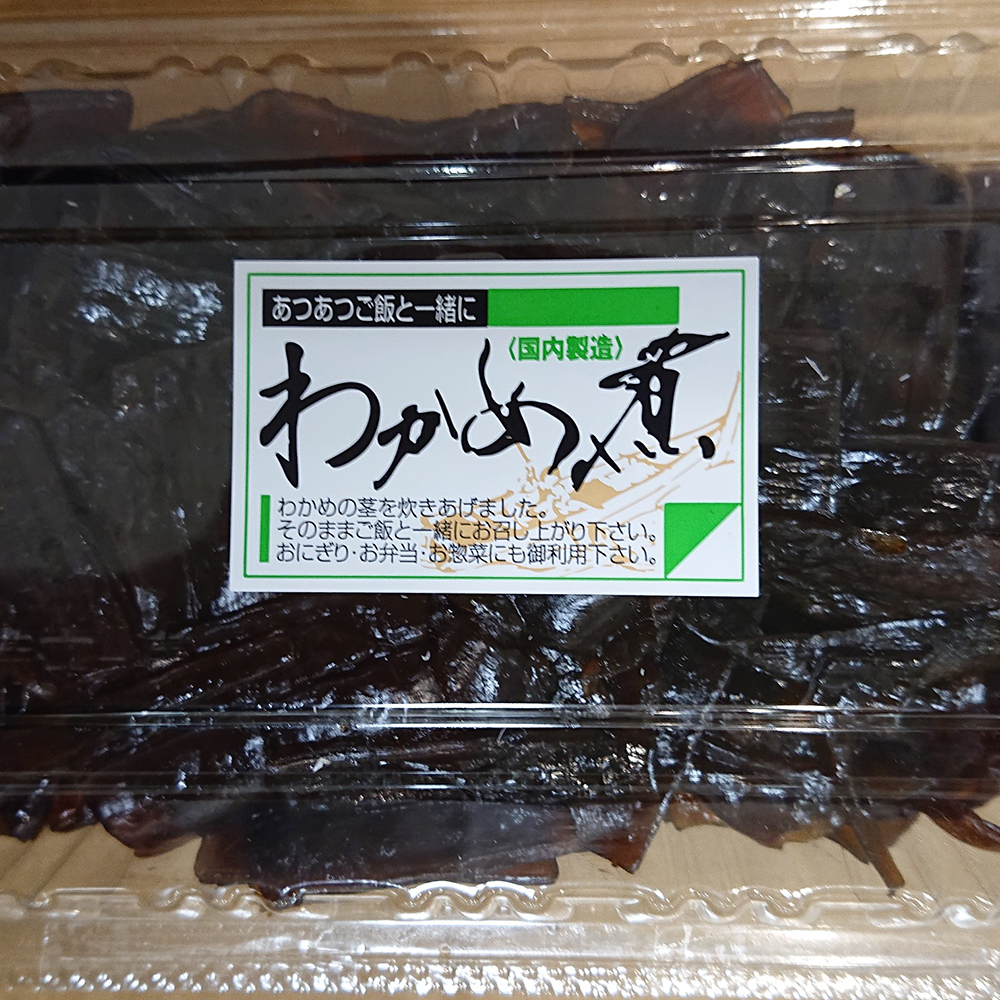 あつあつご飯と一緒に
〈国内製造〉
わかめ煮
わかめの茎を炊きあげました。
そのままご飯と一緒にお召し上がり下さい。
おにぎり・お弁当・お惣菜にも御利用下さい。